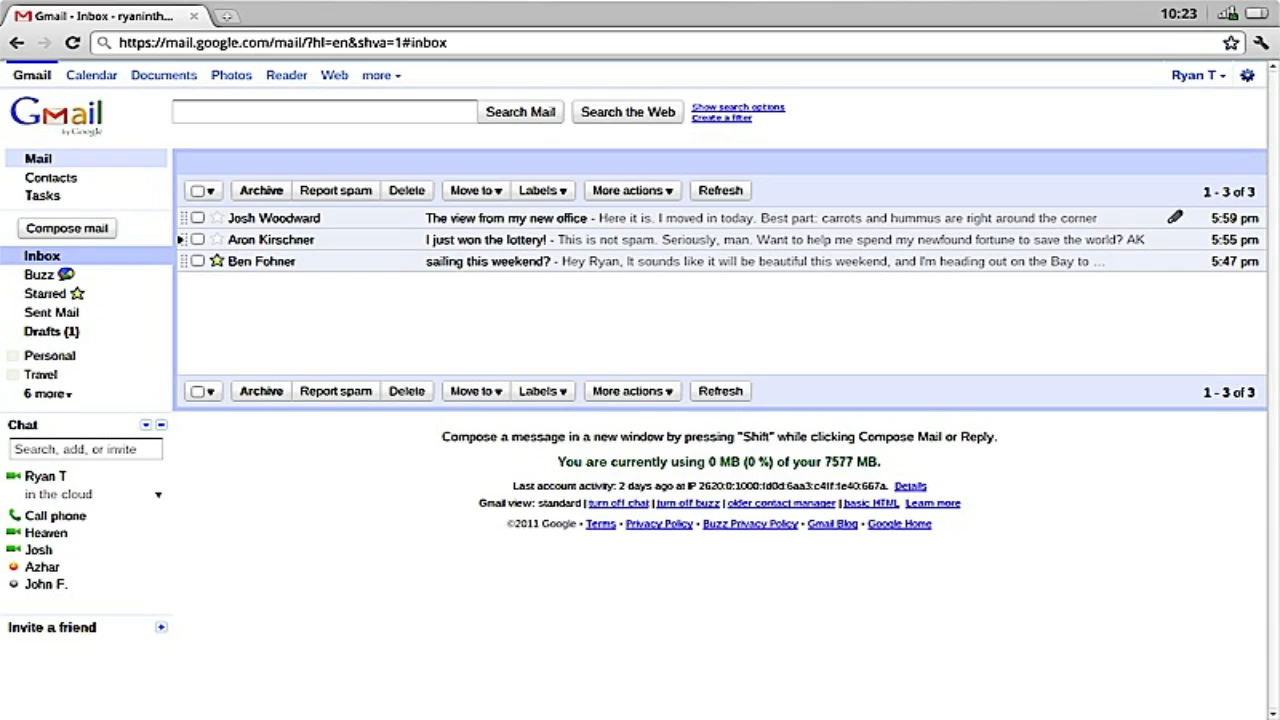 Gmail - Inbox - ryaninth...
10:23
https://mail.google.com/mail/?hl=en&shva=1#inbox
Gmail Calendar Documents Photos Reader Web more
Ryan T
Gmail
by Google
Search Mail Search the Web
Show search options
Create a filter
Mail
Contacts
Tasks
Compose mail
Inbox
Buzz
Starred
Sent Mail
Drafts (1)
Personal
Travel
6 more
Chat
Search, add, or invite
Ryan T
in the cloud
Call phone
Heaven
Josh
Azhar
John F.
Invite a friend
Archive Report spam Delete Move to Labels More actions Refresh 1 - 3 of 3
Josh Woodward The view from my new office - Here it is. I moved in today. Best part: carrots and hummus are right around the corner 5:59 pm
Aron Kirschner I just won the lottery! - This is not spam. Seriously, man. Want to help me spend my newfound fortune to save the world? AK 5:55 pm
Ben Fohner sailing this weekend? - Hey Ryan, It sounds like it will be beautiful this weekend, and I'm heading out on the Bay to ... 5:47 pm
Archive Report spam Delete Move to Labels More actions Refresh 1 - 3 of 3
Compose a message in a new window by pressing "Shift" while clicking Compose Mail or Reply.
You are currently using 0 MB (0 %) of your 7577 MB.
Last account activity: 2 days ago at IP Details
Gmail view: standard | turn off chat | turn off buzz | older contact manager | basic HTML Learn more
©2011 Google - Terms - Privacy Policy - Buzz Privacy Policy - Gmail Blog - Google Home